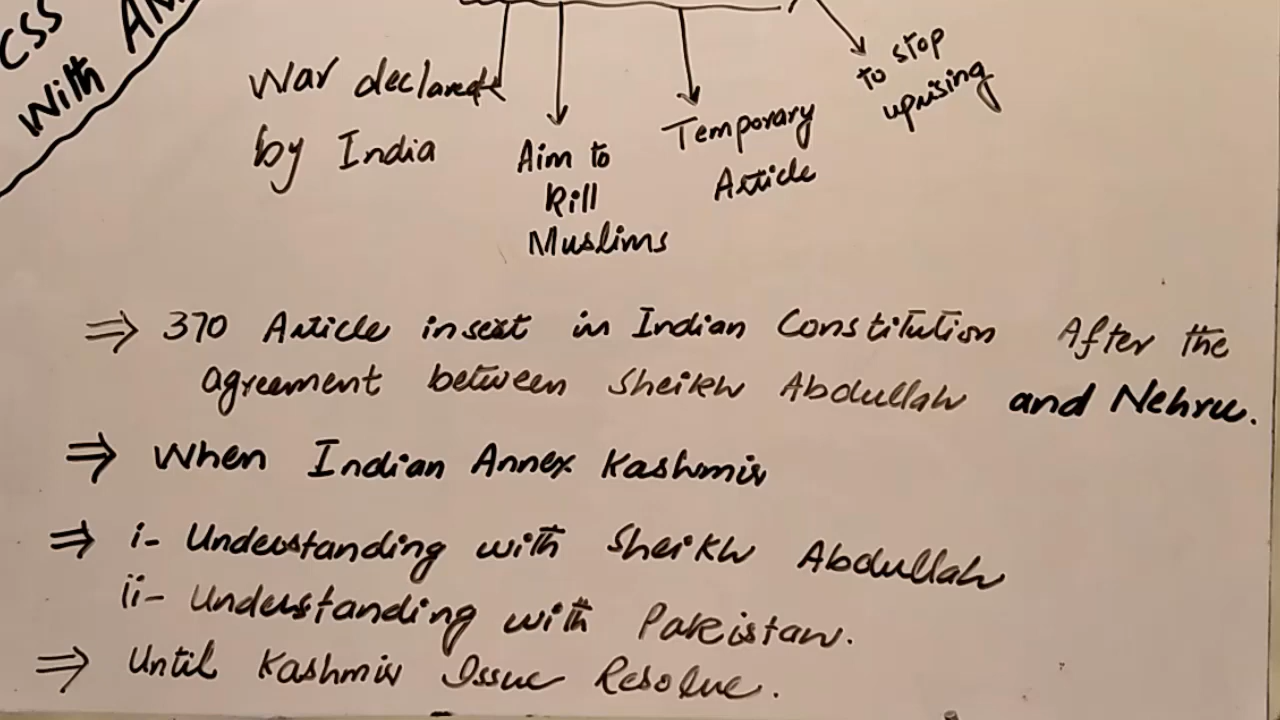 CSS
With AM
War declared
by India
Aim to
Kill
Muslims
Temporary
Article
to stop
uprising
⇒ 370 Article insert in Indian Constitution After the
agreement between Sheikh Abdullah and Nehru.
⇒ When Indian Annex Kashmir
⇒ i- Understanding with Sheikh Abdullah
ii- Understanding with Pakistan.
⇒ Until Kashmir Issue Resolve.